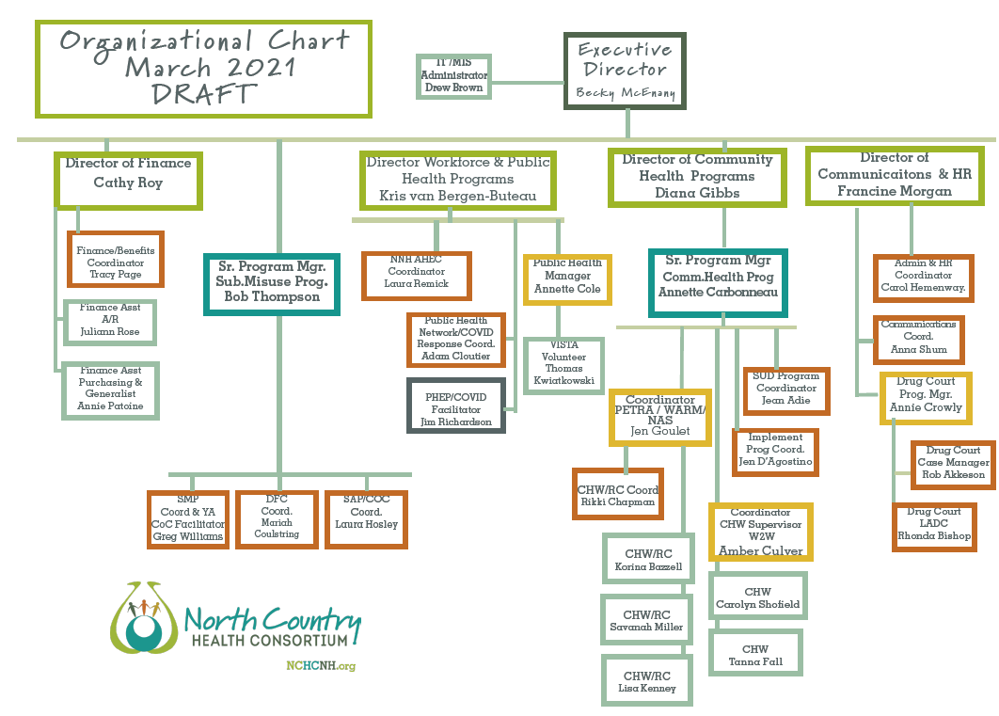 Organizational Chart
March 2021
DRAFT
Executive
Director
Becky McEnany
IT /MIS
Administrator
Drew Brown
Director of Finance
Cathy Roy
Finance/Benefits
Coordinator
Tracy Page
Finance Asst
A/R
Juliann Rose
Finance Asst
Purchasing &
Generalist
Annie Patoine
Sr. Program Mgr.
Sub.Misuse Prog.
Bob Thompson
SMP
Coord & YA
CoC Facilitator
Greg Williams
DFC
Coord.
Mariah
Coulstring
SAP/COC
Coord.
Laura Hosley
Director Workforce & Public
Health Programs
Kris van Bergen-Buteau
NNH AHEC
Coordinator
Laura Remick
Public Health
Network/COVID
Response Coord.
Adam Cloutier
PHEP/COVID
Facilitator
Jim Richardson
Public Health
Manager
Annette Cole
VISTA
Volunteer
Thomas
Kwiatkowski
Director of Community
Health Programs
Diana Gibbs
Sr. Program Mgr
Comm.Health Prog
Annette Carbonneau
Coordinator
PETRA / WARM/
NAS
Jen Goulet
CHW/RC Coord
Rikki Chapman
CHW/RC
Korina Bazzell
CHW/RC
Savanah Miller
CHW/RC
Lisa Kenney
SUD Program
Coordinator
Jean Adie
Implement
Prog Coord.
Jen D'Agostino
Coordinator
CHW Supervisor
W2W
Amber Culver
CHW
Carolyn Shofield
CHW
Tanna Fall
Director of
Communicaitons & HR
Francine Morgan
Admin & HR
Coordinator
Carol Hemenway.
Communications
Coord.
Anna Shum
Drug Court
Prog. Mgr.
Annie Crowly
Drug Court
Case Manager
Rob Akkeson
Drug Court
LADC
Rhonda Bishop
North Country
HEALTH CONSORTIUM
NCHCNH.org